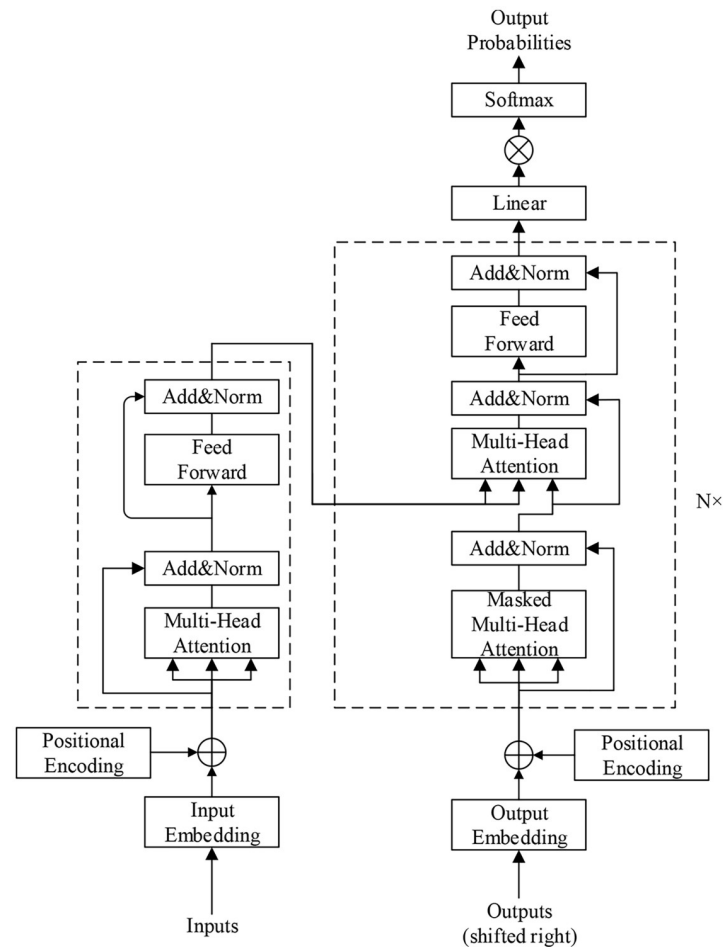 Output
Probabilities
Softmax
Linear
Add&Norm
Feed
Forward
Add&Norm
Multi-Head
Attention
Add&Norm
Masked
Multi-Head
Attention
N×
Add&Norm
Feed
Forward
Add&Norm
Multi-Head
Attention
Positional
Encoding
Input
Embedding
Inputs
Positional
Encoding
Output
Embedding
Outputs
(shifted right)